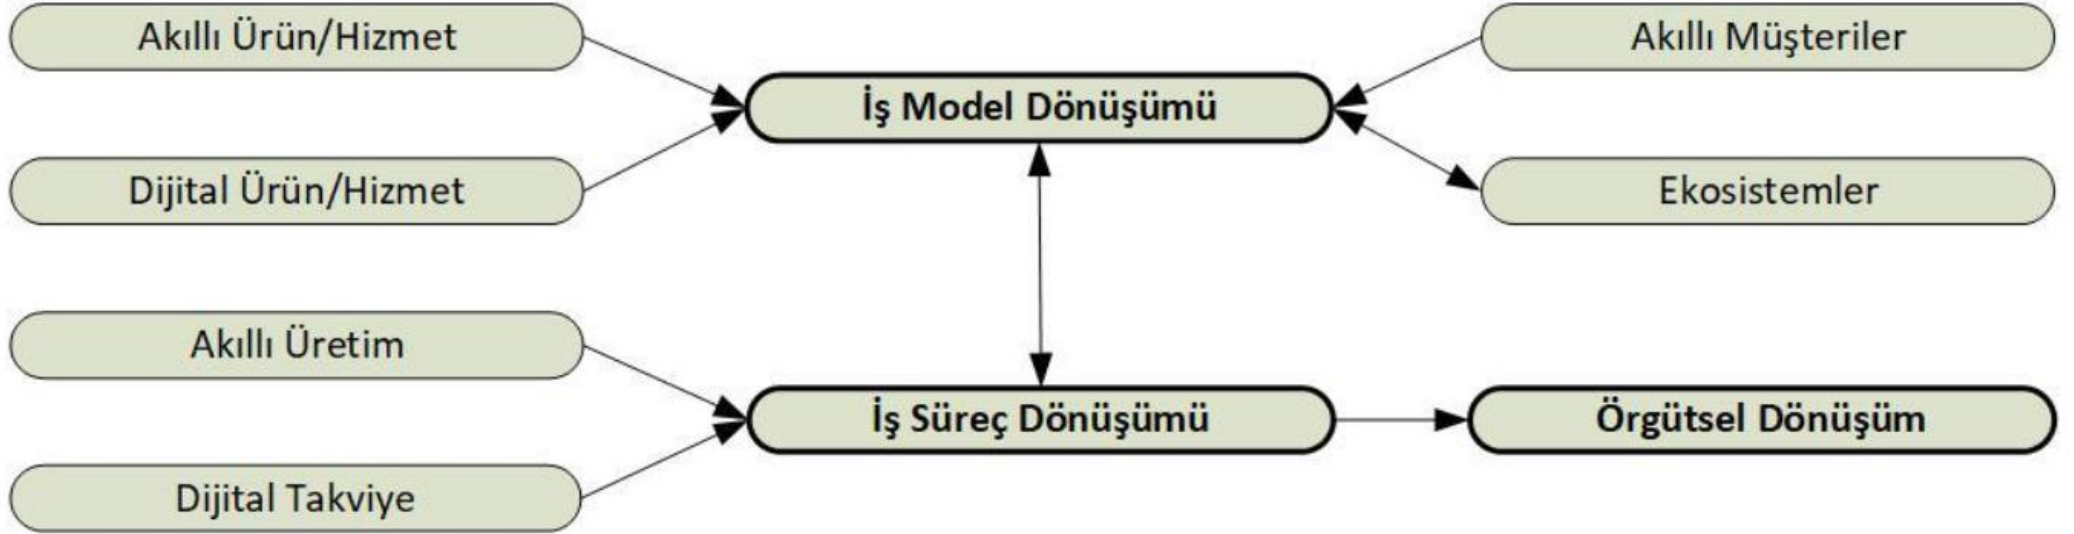 Akıllı Ürün/Hizmet
Akıllı Müşteriler
İş Model Dönüşümü
Dijital Ürün/Hizmet
Ekosistemler
Akıllı Üretim
İş Süreç Dönüşümü
Örgütsel Dönüşüm
Dijital Takviye